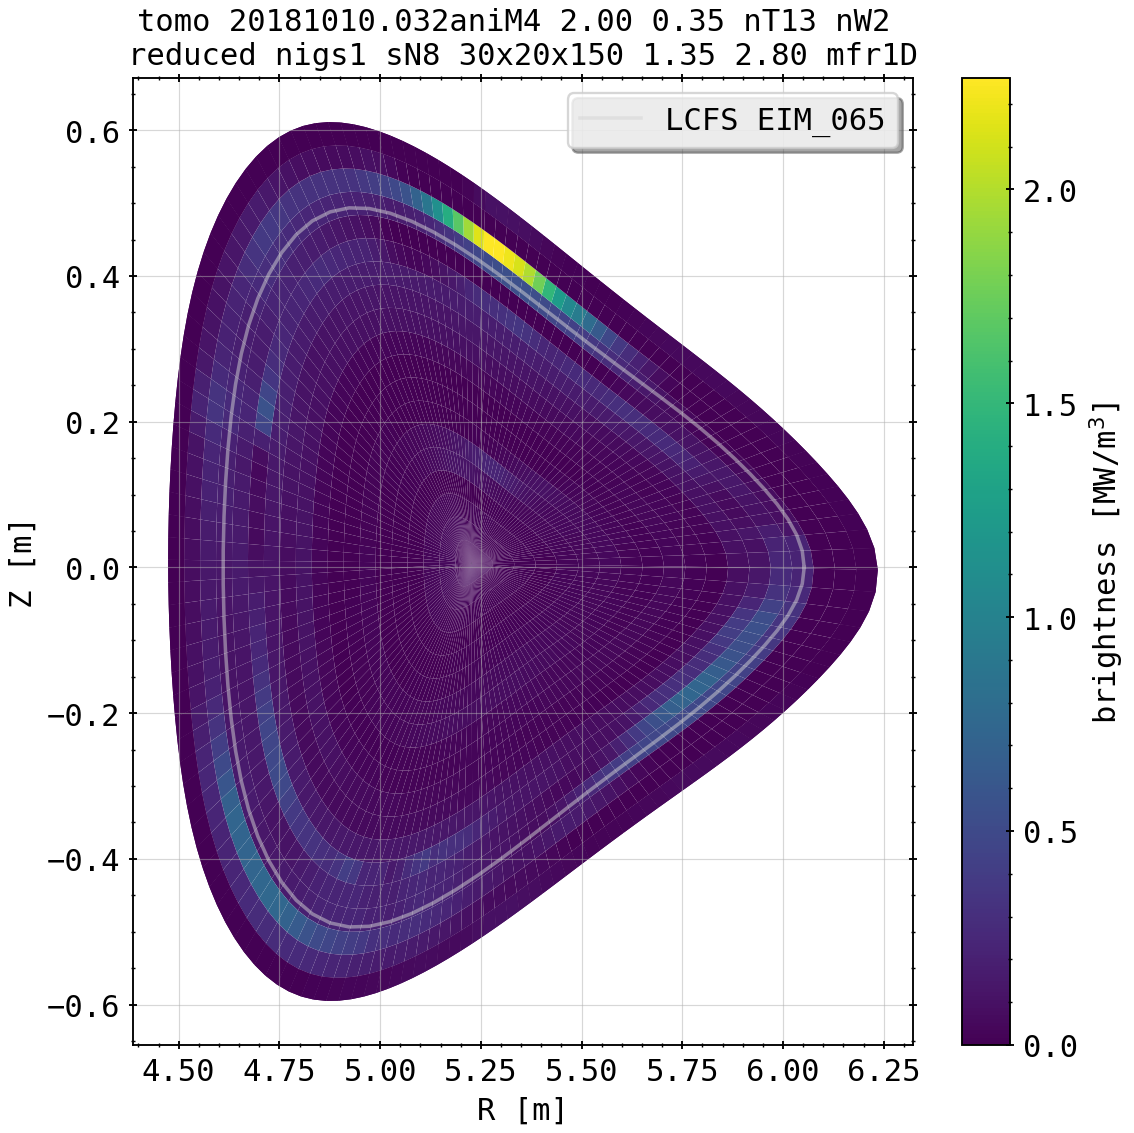 tomo 20181010.032aniM4 2.00 0.35 nT13 nW2
reduced nigs1 sN8 30x20x150 1.35 2.80 mfr1D
LCFS EIM_065
0.6
0.4
0.2
0.0
−0.2
−0.4
−0.6
Z [m]
4.50 4.75 5.00 5.25 5.50 5.75 6.00 6.25
R [m]
2.0
1.5
1.0
0.5
0.0
brightness [MW/m³]